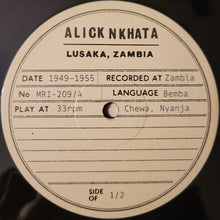 ALICK NKHATA
LUSAKA, ZAMBIA
DATE 1949-1955 RECORDED AT Zambia
No MRI-209/A LANGUAGE Bemba
PLAY AT 33rpm Chewa, Nyanja
SIDE OF 1/2